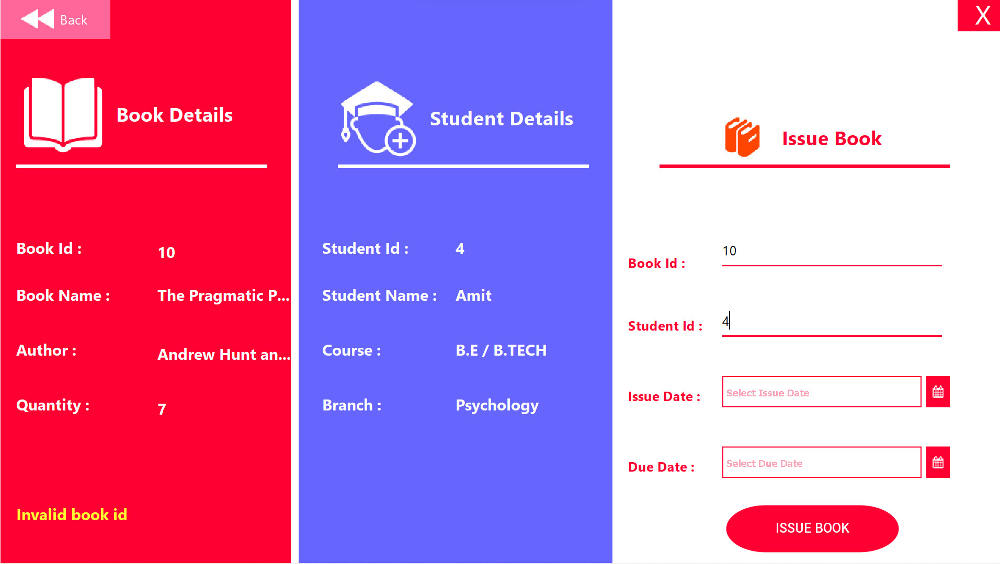 Back
Book Details
Book Id :
10
Book Name :
The Pragmatic P...
Author :
Andrew Hunt an...
Quantity :
7
Invalid book id
Student Details
Student Id :
4
Student Name :
Amit
Course :
B.E / B.TECH
Branch :
Psychology
X
Issue Book
Book Id :
10
Student Id :
4
Issue Date :
Select Issue Date
Due Date :
Select Due Date
ISSUE BOOK